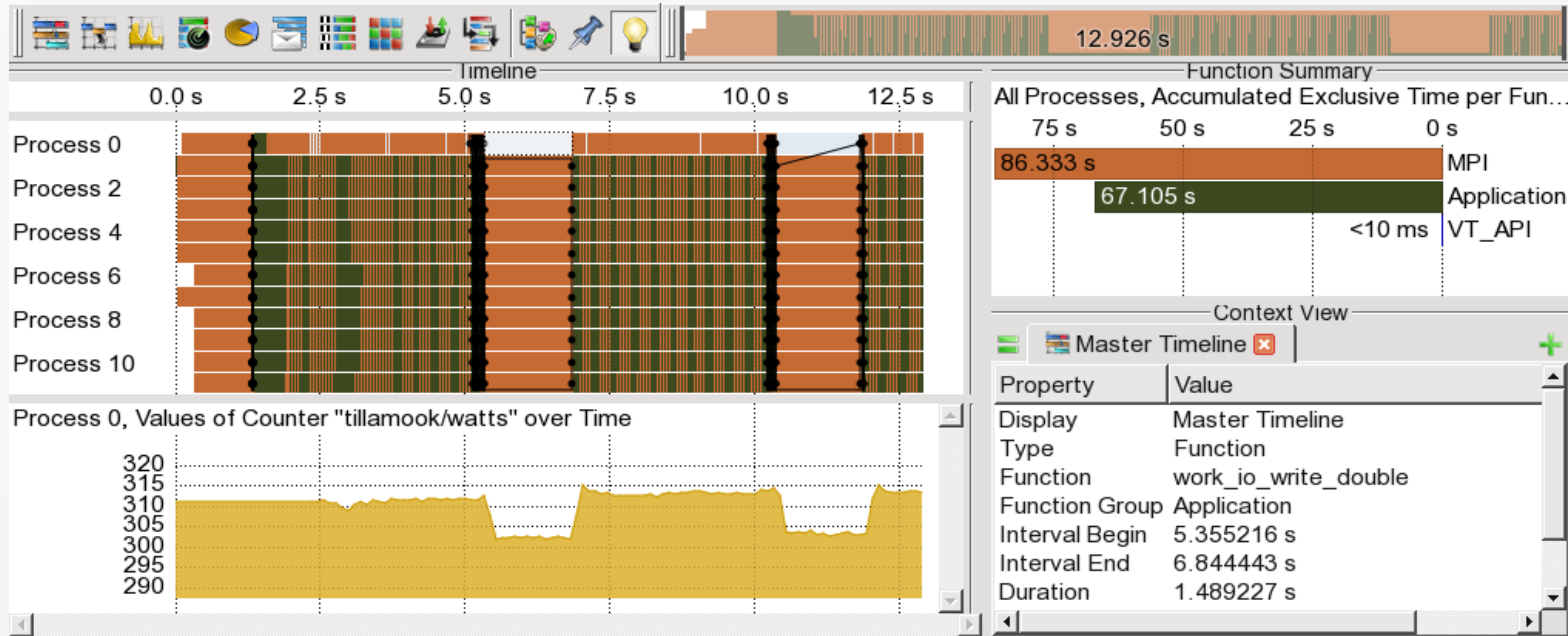 12.926 s
Timeline
0.0 s 2.5 s 5.0 s 7.5 s 10.0 s 12.5 s
Process 0
Process 2
Process 4
Process 6
Process 8
Process 10
Process 0, Values of Counter "tillamook/watts" over Time
320
315
310
305
300
295
290
Function Summary
All Processes, Accumulated Exclusive Time per Fun...
75 s 50 s 25 s 0 s
86.333 s MPI
67.105 s Application
<10 ms VT_API
Context View
Master Timeline
Property Value
Display Master Timeline
Type Function
Function work_io_write_double
Function Group Application
Interval Begin 5.355216 s
Interval End 6.844443 s
Duration 1.489227 s